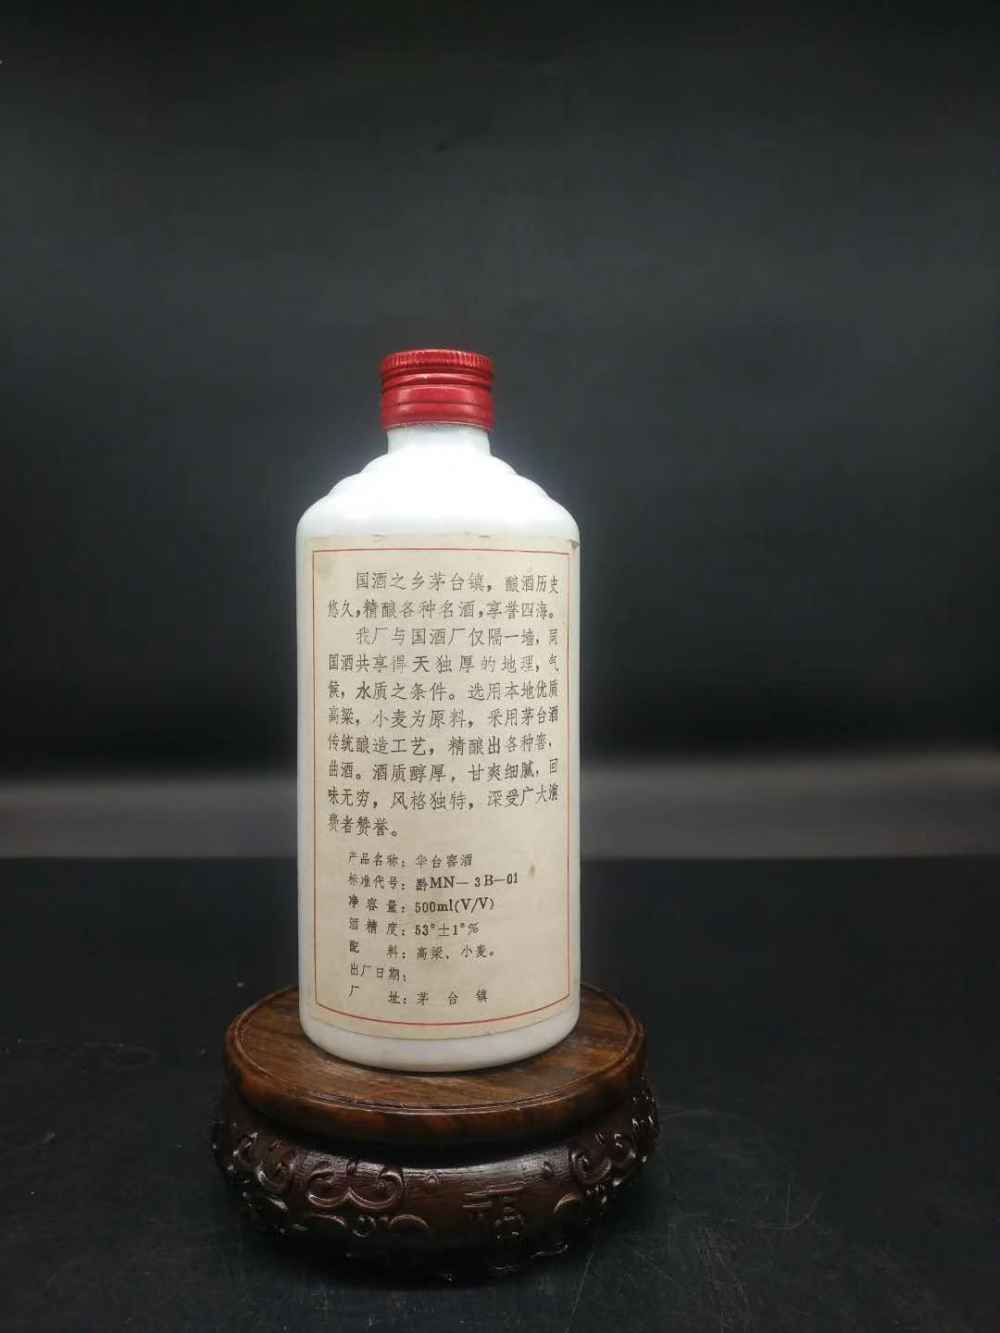 国酒之乡茅台镇，酿酒历史
悠久，精酿各种名酒，享誉四海。
我厂与国酒厂仅隔一墙，同
国酒共享得天独厚的地理，气
候，水质之条件。选用本地优质
高粱，小麦为原料，采用茅台酒
传统酿造工艺，精酿出各种窖，
曲酒。酒质醇厚，甘爽细腻，回
味无穷，风格独特，深受广大消
费者赞誉。
产品名称：台窖酒
标准代号：黔MN—3B—01
净容量：500ml(V/V)
酒精度：53°±1°%
配料：高粱、小麦。
出厂日期：
厂址：茅台镇